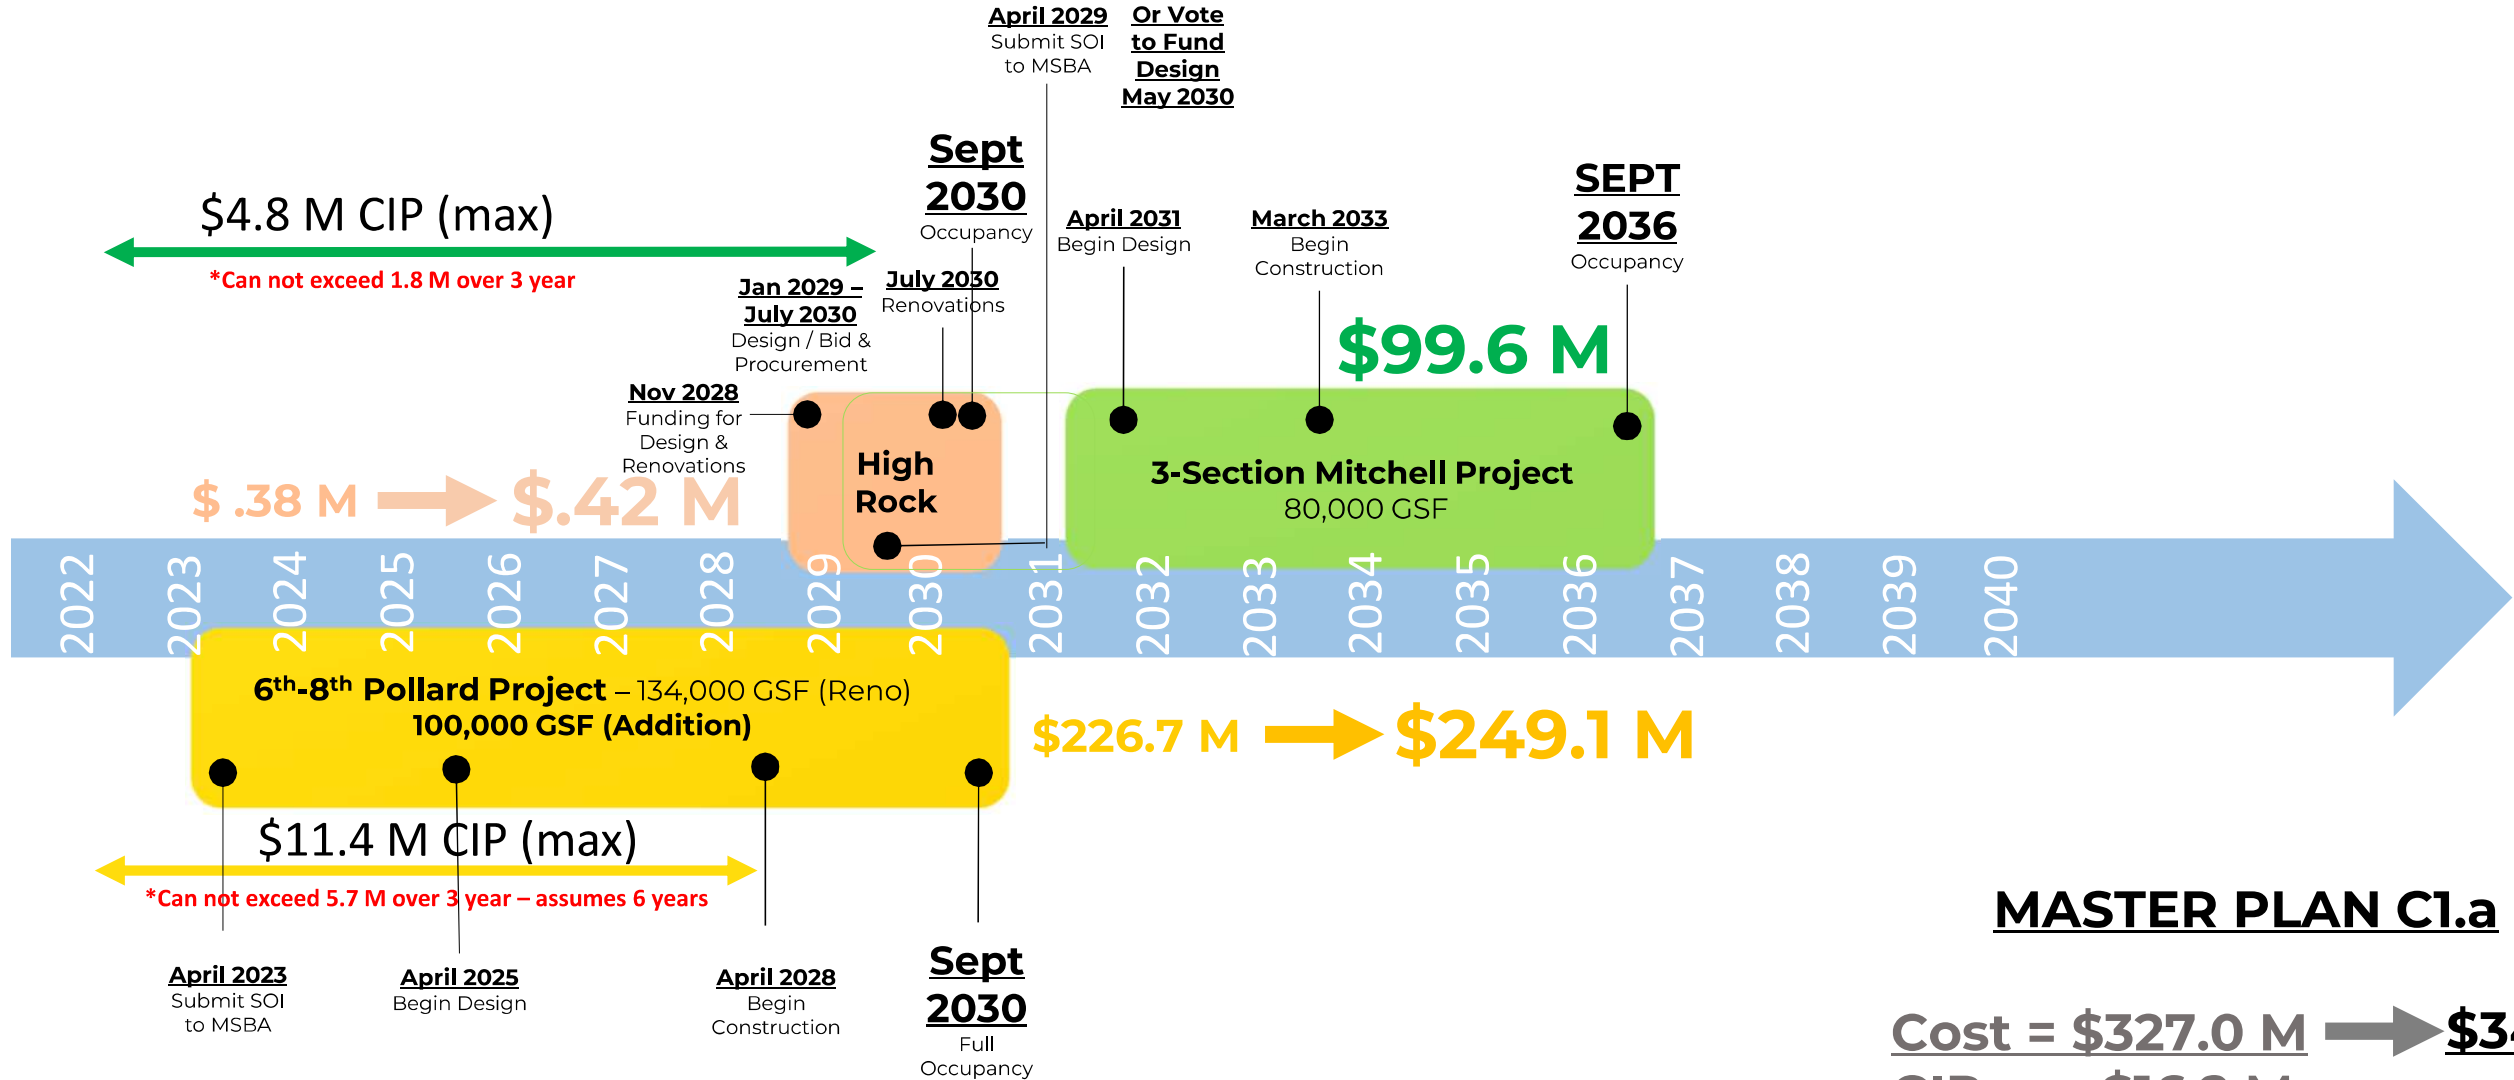 April 2029
Submit SOI
to MSBA
Or Vote
to Fund
Design
May 2030
Sept
2030
Occupancy
SEPT
2036
Occupancy
$4.8 M CIP (max)
*Can not exceed 1.8 M over 3 year
April 2031
Begin Design
March 2033
Begin
Construction
Jan 2029 –
July 2030
Design / Bid &
Procurement
July 2030
Renovations
$99.6 M
Nov 2028
Funding for
Design &
Renovations
High
Rock
3-Section Mitchell Project
80,000 GSF
$ .38 M
$.42 M
2022
2023
2024
2025
2026
2027
2028
2029
2030
2031
2032
2033
2034
2035
2036
2037
2038
2039
2040
6th-8th Pollard Project – 134,000 GSF (Reno)
100,000 GSF (Addition)
$226.7 M
$249.1 M
$11.4 M CIP (max)
*Can not exceed 5.7 M over 3 year – assumes 6 years
April 2023
Submit SOI
to MSBA
April 2025
Begin Design
April 2028
Begin
Construction
Sept
2030
Full
Occupancy
MASTER PLAN C1.a
Cost = $327.0 M